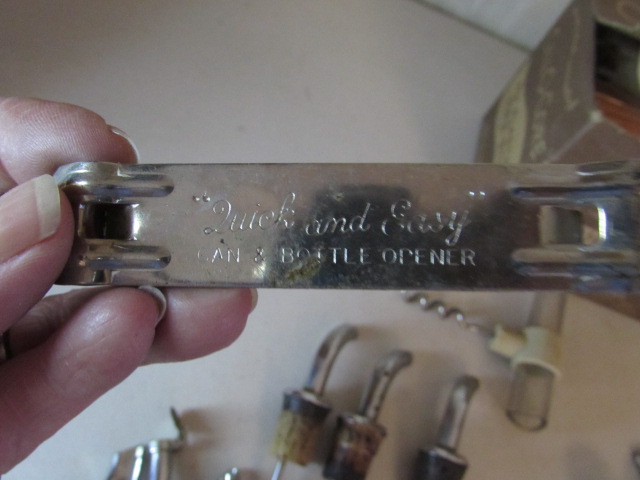 "Quick and Easy"
CAN & BOTTLE OPENER